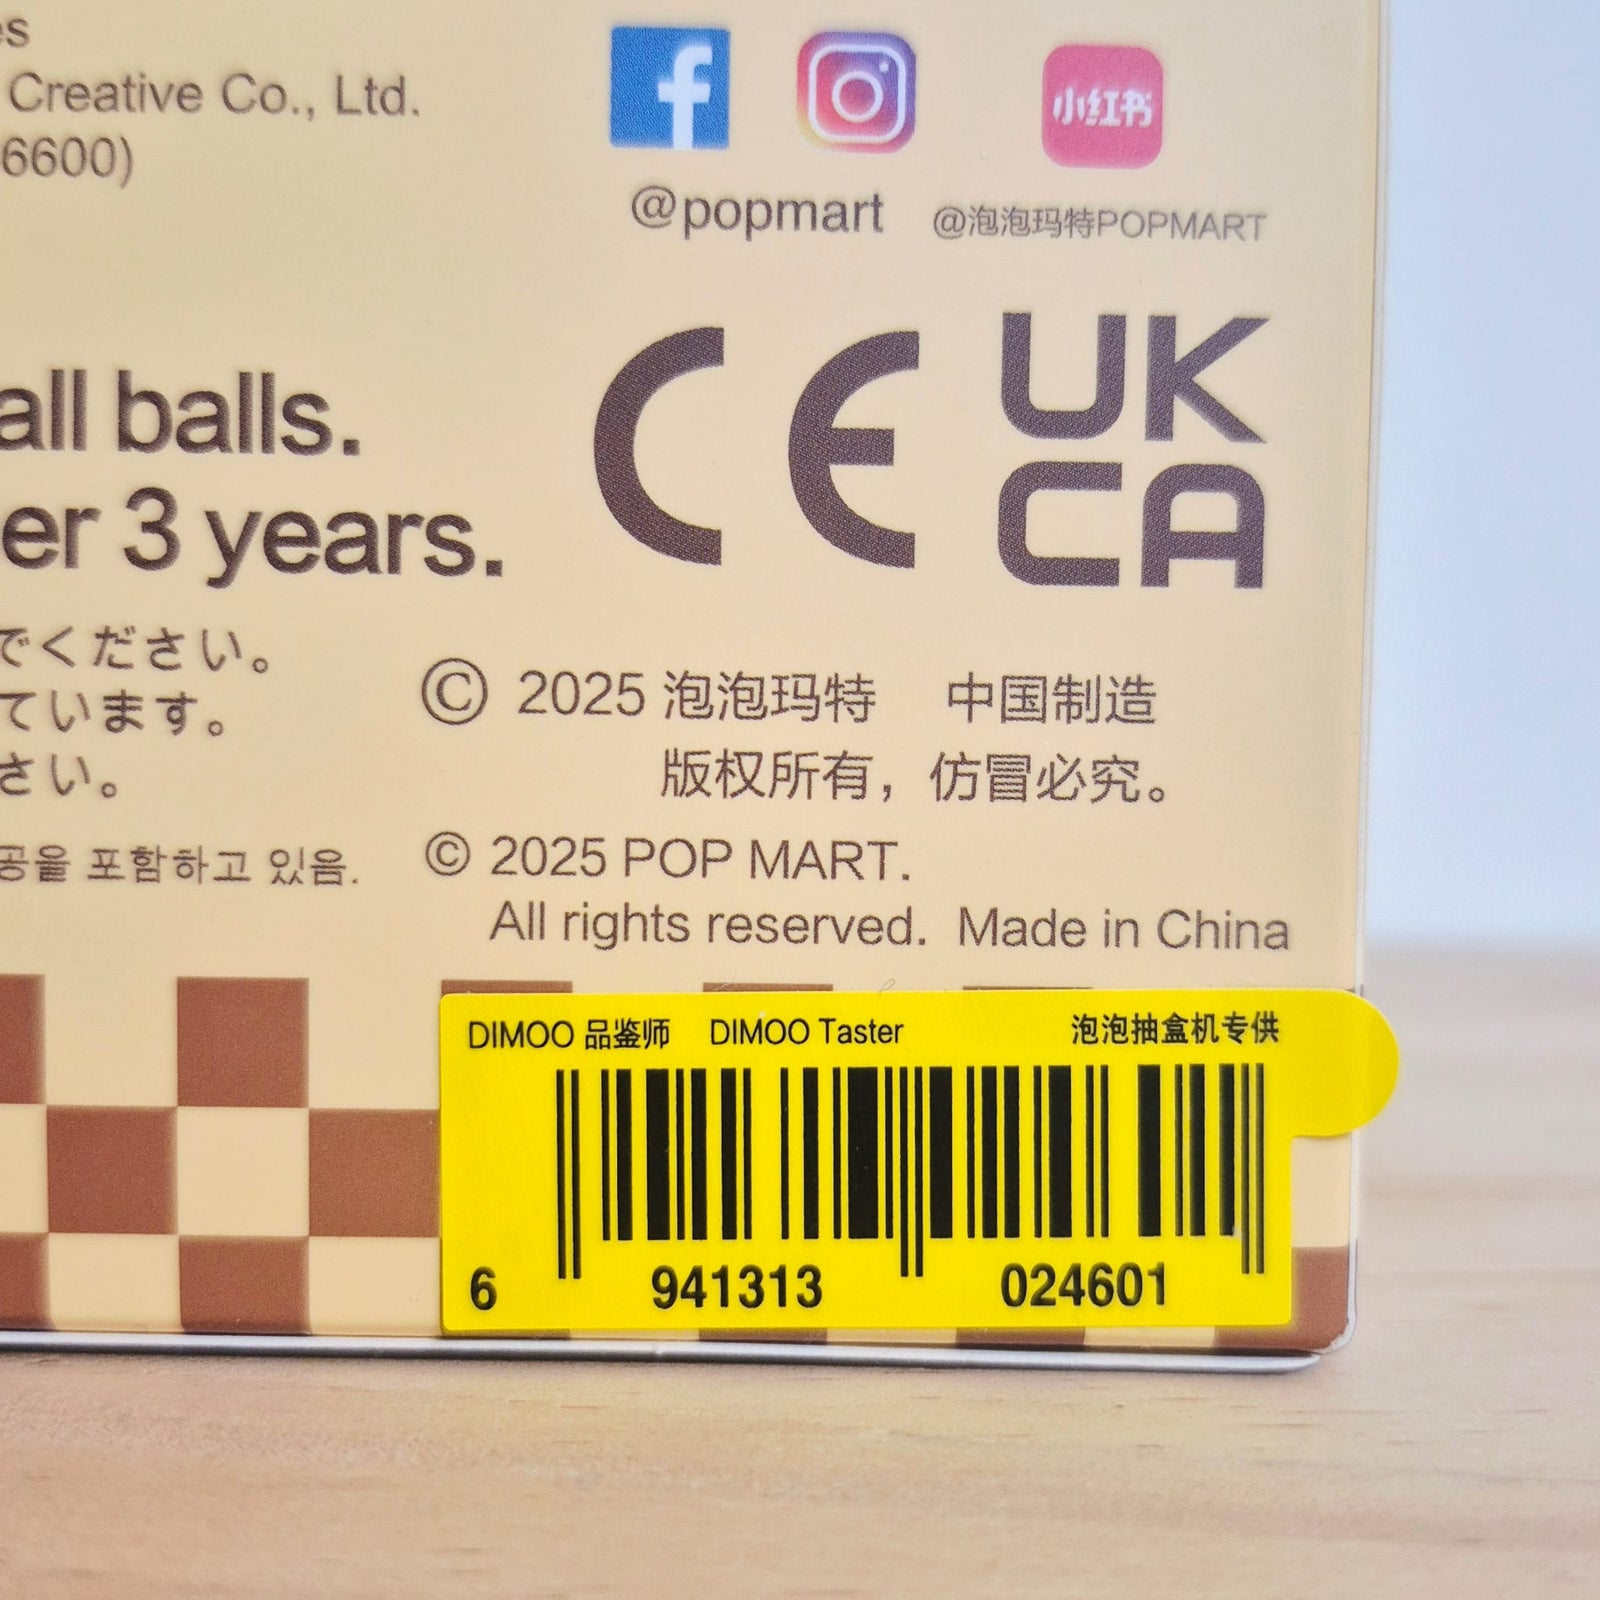 es
Creative Co., Ltd.
6600)
f
小红书
@popmart
@泡泡玛特POPMART
all balls.
er 3 years.
CE
UK
CA
でください。
ています。
さい。
공을 포함하고 있음.
© 2025 泡泡玛特 中国制造
版权所有，仿冒必究。
© 2025 POP MART.
All rights reserved. Made in China
DIMOO 品鉴师 DIMOO Taster 泡泡抽盒机专供
6 941313 024601